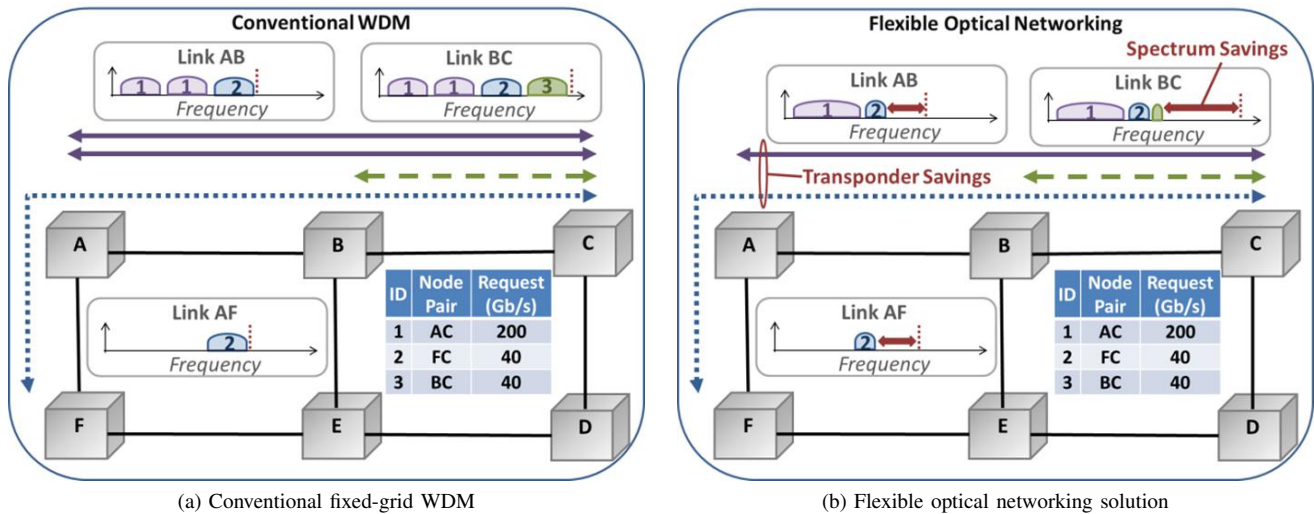 Conventional WDM
Link AB
1 1 2
Frequency
Link BC
1 1 2 3
Frequency
A
B
C
Link AF
2
Frequency
ID Node Pair Request (Gb/s)
1 AC 200
2 FC 40
3 BC 40
F
E
D
(a) Conventional fixed-grid WDM
Flexible Optical Networking
Spectrum Savings
Link AB
1 2
Frequency
Link BC
1 2
Frequency
Transponder Savings
A
B
C
Link AF
2
Frequency
ID Node Pair Request (Gb/s)
1 AC 200
2 FC 40
3 BC 40
F
E
D
(b) Flexible optical networking solution